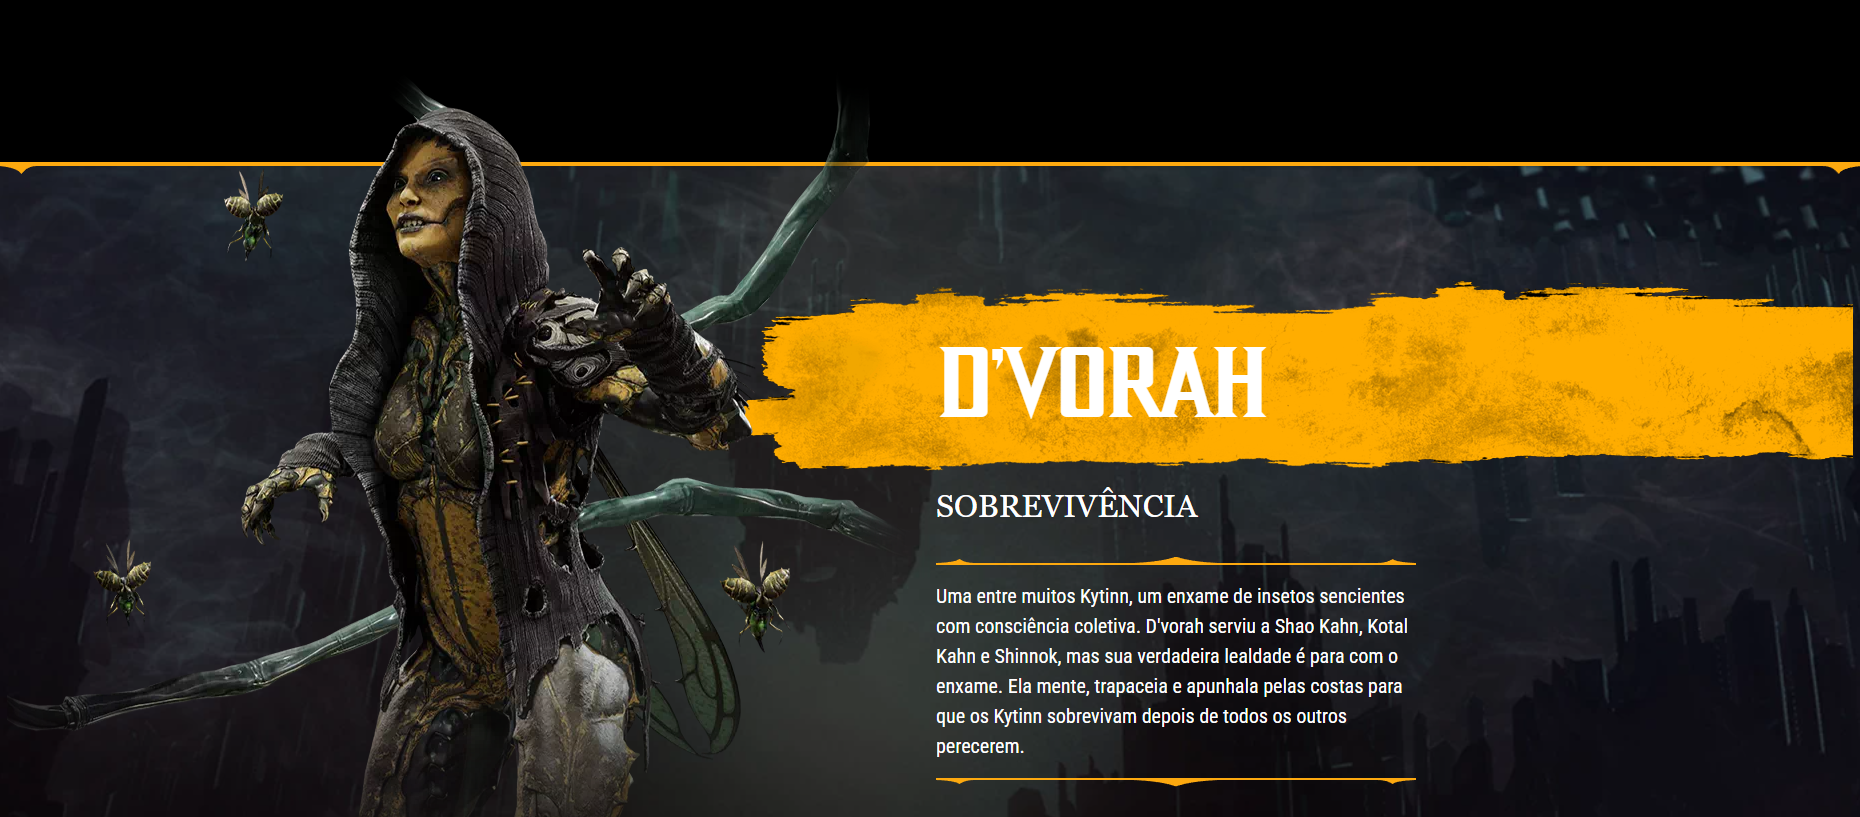 D'VORAH
SOBREVIVÊNCIA
Uma entre muitos Kytinn, um enxame de insetos sencientes
com consciência coletiva. D'vorah serviu a Shao Kahn, Kotal
Kahn e Shinnok, mas sua verdadeira lealdade é para com o
enxame. Ela mente, trapaceia e apunhala pelas costas para
que os Kytinn sobrevivam depois de todos os outros
perecerem.